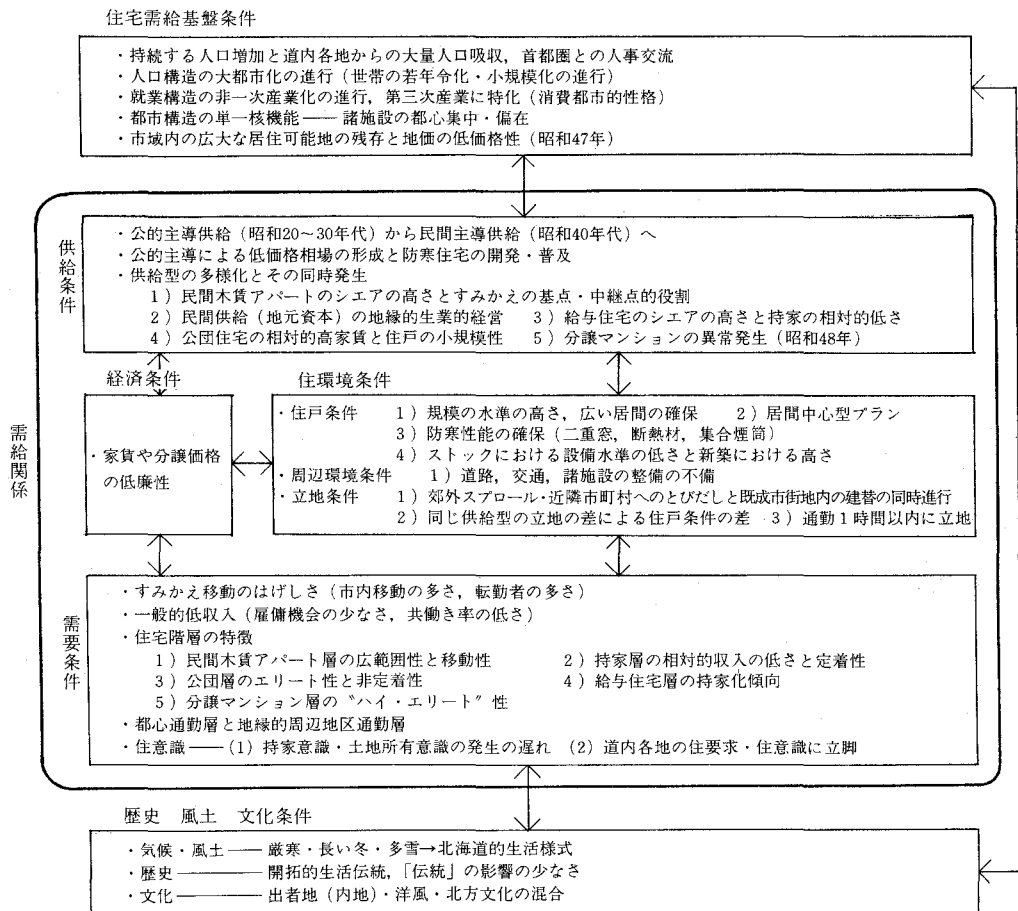 住宅需給基盤条件
・持続する人口増加と道内各地からの大量人口吸収，首都圏との人事交流
・人口構造の大都市化の進行（世帯の若年令化・小規模化の進行）
・就業構造の非一次産業化の進行，第三次産業に特化（消費都市的性格）
・都市構造の単一核機能――諸施設の都心集中・偏在
・市域内の広大な居住可能地の残存と地価の低価格性（昭和47年）
需給関係
供給条件
・公的主導供給（昭和20～30年代）から民間主導供給（昭和40年代）へ
・公的主導による低価格相場の形成と防寒住宅の開発・普及
・供給型の多様化とその同時発生
1）民間木賃アパートのシエアの高さとすみかえの基点・中継点的役割
2）民間供給（地元資本）の地縁的生業的経営　3）給与住宅のシエアの高さと持家の相対的低さ
4）公団住宅の相対的高家賃と住戸の小規模性　5）分譲マンションの異常発生（昭和48年）
経済条件
・家賃や分譲価格
の低廉性
住環境条件
・住戸条件　1）規模の水準の高さ，広い居間の確保　2）居間中心型プラン
3）防寒性能の確保（二重窓，断熱材，集合煙筒）
4）ストックにおける設備水準の低さと新築における高さ
・周辺環境条件　1）道路，交通，諸施設の整備の不備
・立地条件　1）郊外スプロール・近隣市町村へのとびだしと既成市街地内の建替の同時進行
2）同じ供給型の立地の差による住戸条件の差　3）通勤1時間以内に立地
需要条件
・すみかえ移動のはげしさ（市内移動の多さ，転勤者の多さ）
・一般的低収入（雇傭機会の少なさ，共働き率の低さ）
・住宅階層の特徴
1）民間木賃アパート層の広範囲性と移動性　2）持家層の相対的収入の低さと定着性
3）公団層のエリート性と非定着性　4）給与住宅層の持家化傾向
5）分譲マンション層の〝ハイ・エリート〟性
・都心通勤層と地縁的周辺地区通勤層
・住意識――(1) 持家意識・土地所有意識の発生の遅れ　(2) 道内各地の住要求・住意識に立脚
歴史　風土　文化条件
・気候・風土――厳寒・長い冬・多雪→北海道的生活様式
・歴史――――開拓的生活伝統，「伝統」の影響の少なさ
・文化――――出者地（内地）・洋風・北方文化の混合